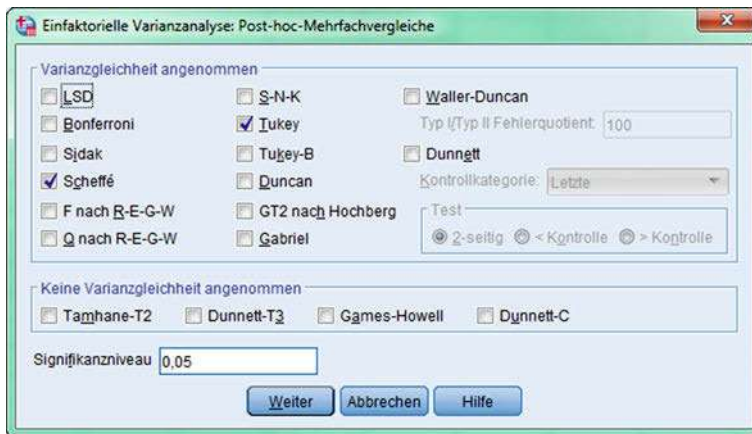 Einfaktorielle Varianzanalyse: Post-hoc-Mehrfachvergleiche
Varianzgleichheit angenommen
LSD
S-N-K
Waller-Duncan
Bonferroni
Tukey
Typ I/Typ II Fehlerquotient: 100
Sidak
Tukey-B
Dunnett
Scheffé
Duncan
Kontrollkategorie: Letzte
F nach R-E-G-W
GT2 nach Hochberg
Test
Q nach R-E-G-W
Gabriel
2-seitig < Kontrolle > Kontrolle
Keine Varianzgleichheit angenommen
Tamhane-T2 Dunnett-T3 Games-Howell Dunnett-C
Signifikanzniveau 0,05
Weiter Abbrechen Hilfe